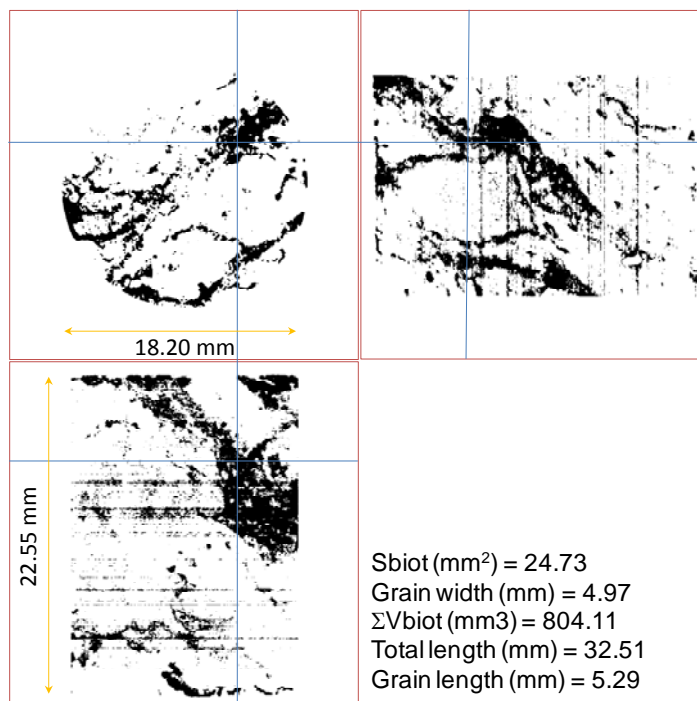 18.20 mm
22.55 mm
Sbiot (mm²) = 24.73
Grain width (mm) = 4.97
ΣVbiot (mm3) = 804.11
Total length (mm) = 32.51
Grain length (mm) = 5.29